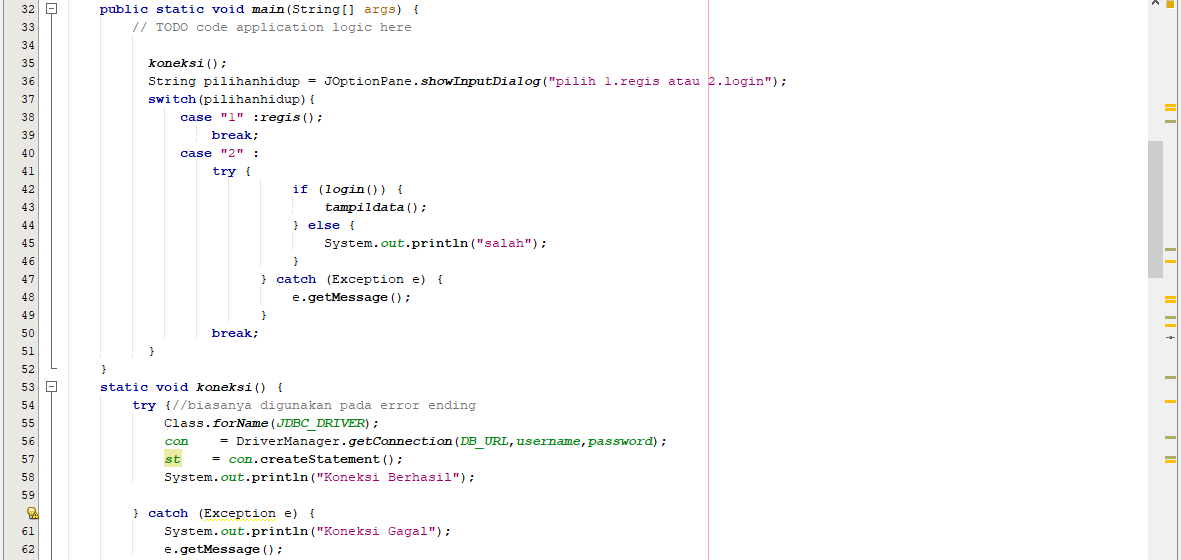 32 public static void main(String[] args) {
33 // TODO code application logic here
34
35 koneksi();
36 String pilihanhidup = JOptionPane.showInputDialog("pilih 1.regis atau 2.login");
37 switch(pilihanhidup){
38 case "1" :regis();
39 break;
40 case "2" :
41 try {
42 if (login()) {
43 tampildata();
44 } else {
45 System.out.println("salah");
46 }
47 } catch (Exception e) {
48 e.getMessage();
49 }
50 break;
51 }
52 }
53 static void koneksi() {
54 try {//biasanya digunakan pada error ending
55 Class.forName(JDBC_DRIVER);
56 con = DriverManager.getConnection(DB_URL,username,password);
57 st = con.createStatement();
58 System.out.println("Koneksi Berhasil");
59
} catch (Exception e) {
61 System.out.println("Koneksi Gagal");
62 e.getMessage();